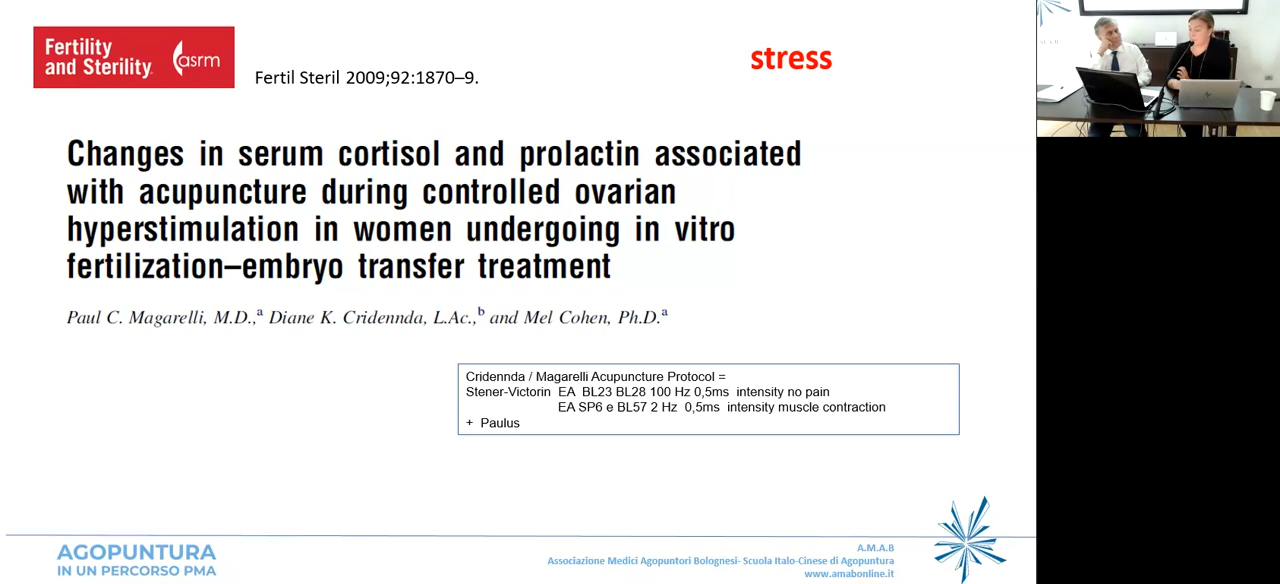 Fertility
and Sterility®
asrm
Fertil Steril 2009;92:1870–9.
stress
Changes in serum cortisol and prolactin associated
with acupuncture during controlled ovarian
hyperstimulation in women undergoing in vitro
fertilization–embryo transfer treatment
Paul C. Magarelli, M.D.,a Diane K. Cridennda, L.Ac.,b and Mel Cohen, Ph.D.a
Cridennda / Magarelli Acupuncture Protocol =
Stener-Victorin EA BL23 BL28 100 Hz 0,5ms intensity no pain
EA SP6 e BL57 2 Hz 0,5ms intensity muscle contraction
+ Paulus
AGOPUNTURA
IN UN PERCORSO PMA
A.M.A.B
Associazione Medici Agopuntori Bolognesi- Scuola Italo-Cinese di Agopuntura
www.amabonline.it